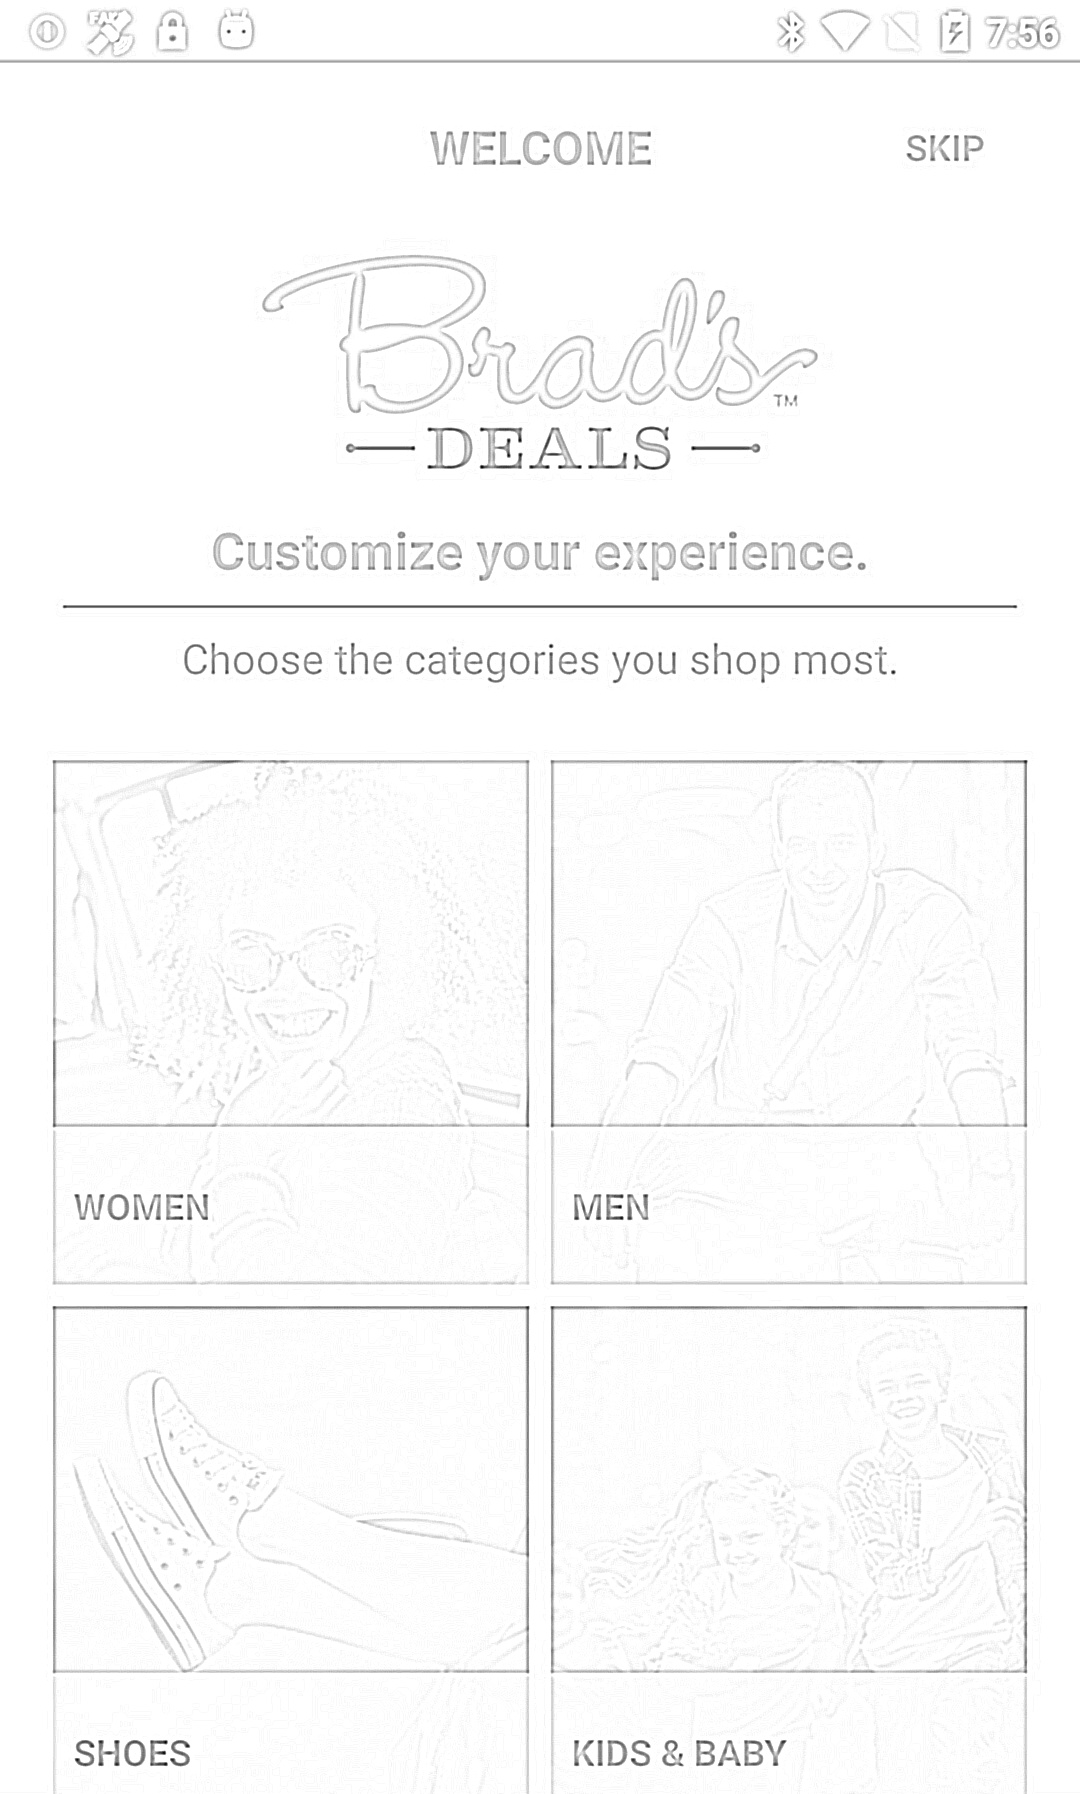 7:56
WELCOME
SKIP
Brad's
TM
DEALS
Customize your experience.
Choose the categories you shop most.
WOMEN
MEN
SHOES
KIDS & BABY